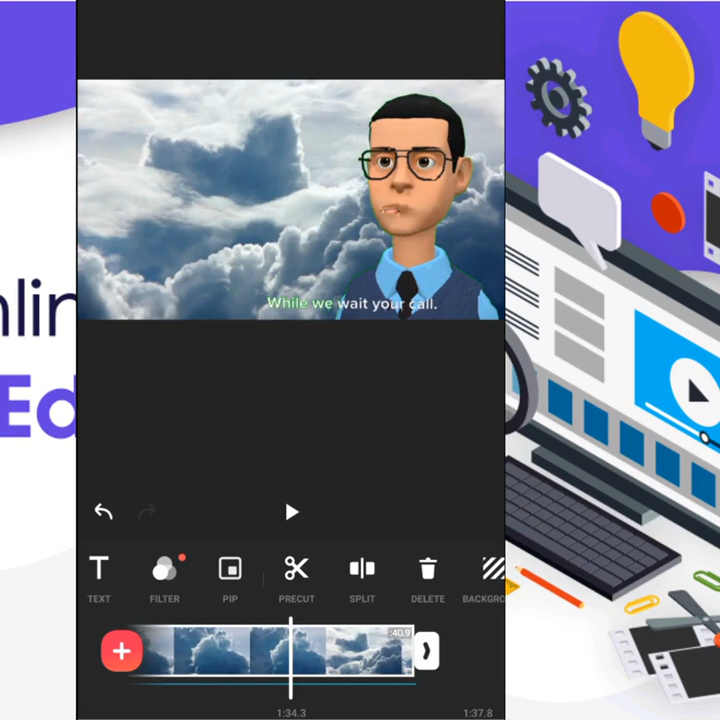 nlin
Ed
While we wait your call.
TEXT
FILTER
PIP
PRECUT
SPLIT
DELETE
BACKGRO
:40.9
1:34.3
1:37.8